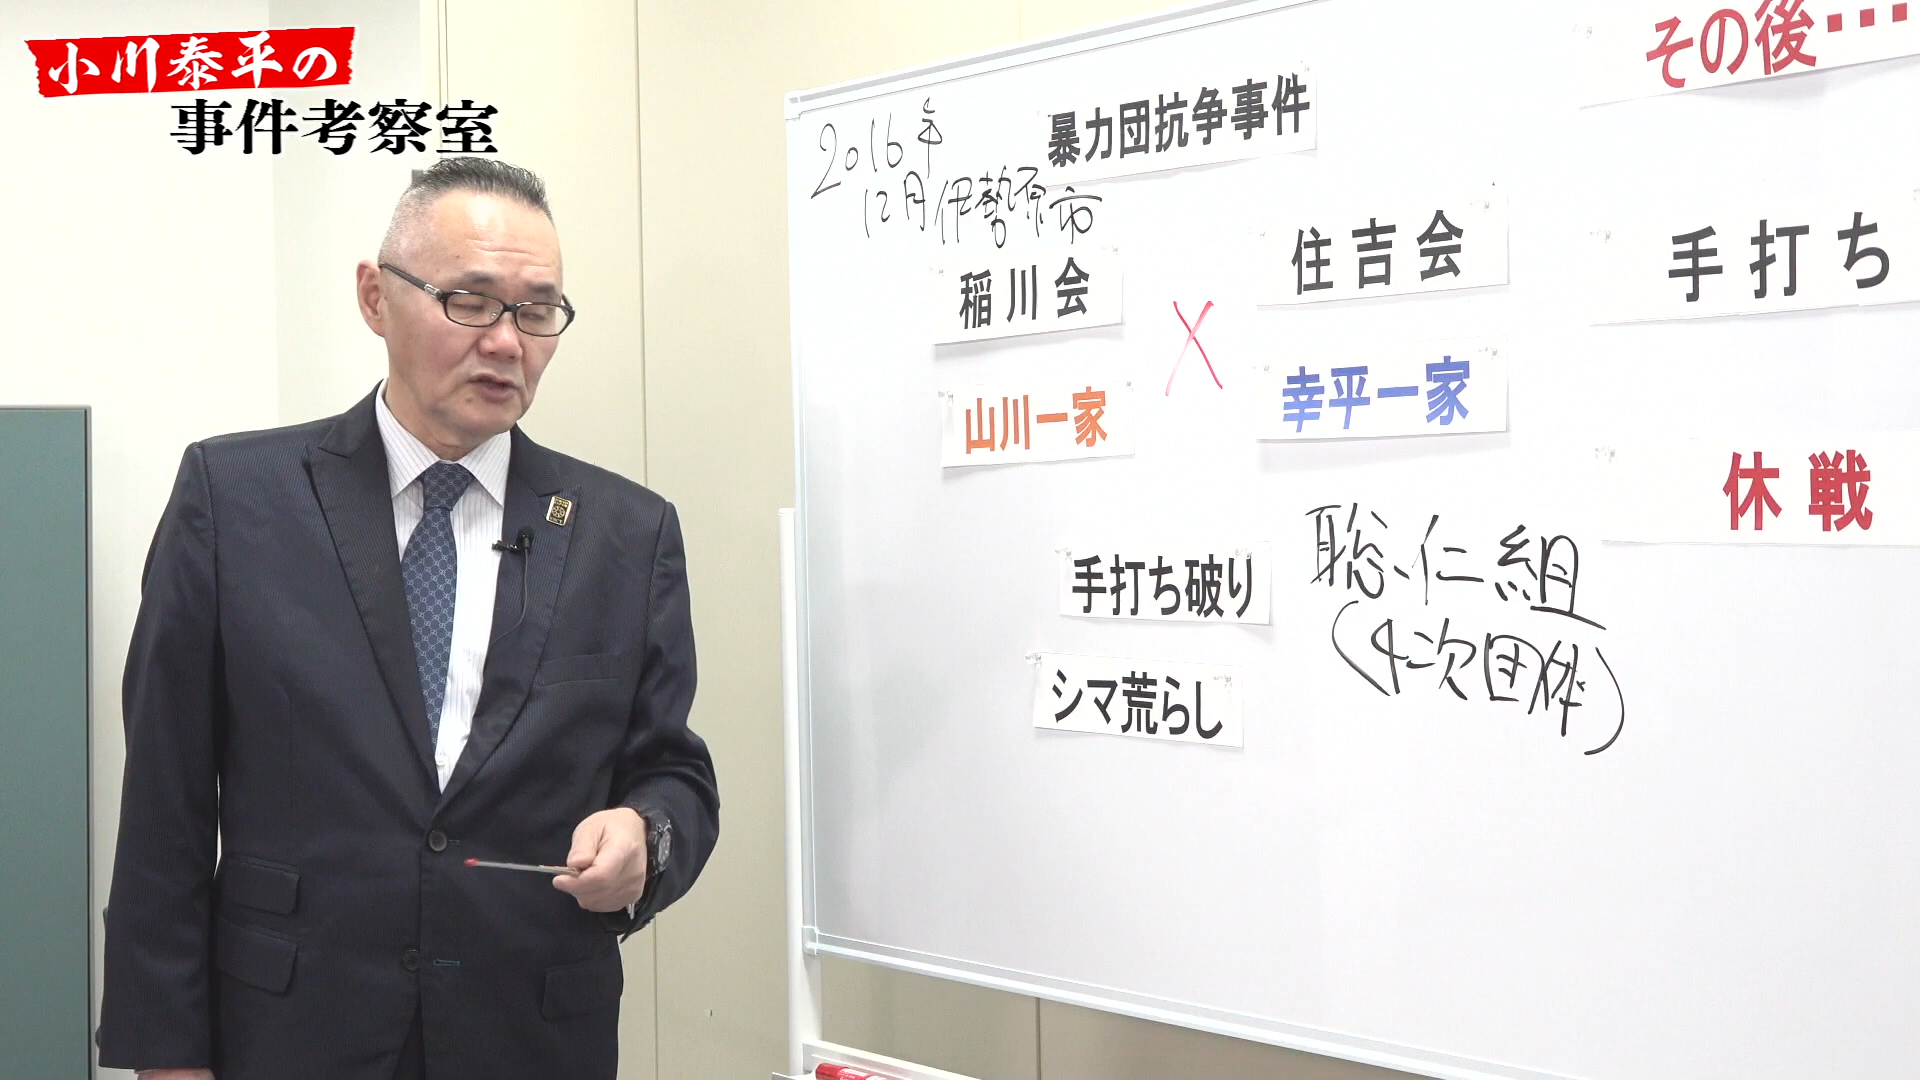 小川泰平の
事件考察室
2016年
12月伊勢原市
暴力団抗争事件
稲川会
山川一家
住吉会
幸平一家
手打ち破り
シマ荒らし
聡仁組
(4次団体)
その後…
手打ち
休戦